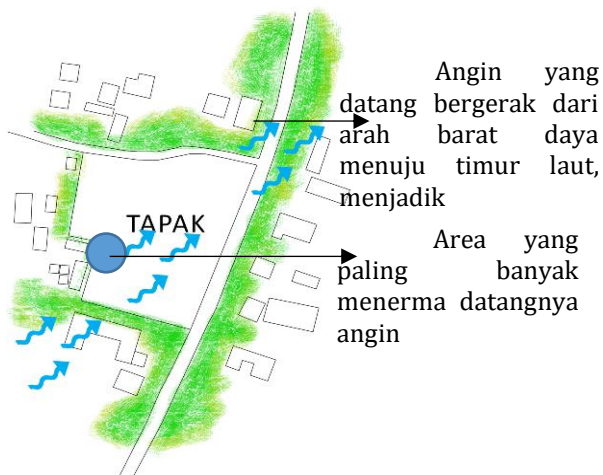 Angin yang
datang bergerak dari
arah barat daya
menuju timur laut,
menjadik
TAPAK
Area yang
paling banyak
menerma datangnya
angin